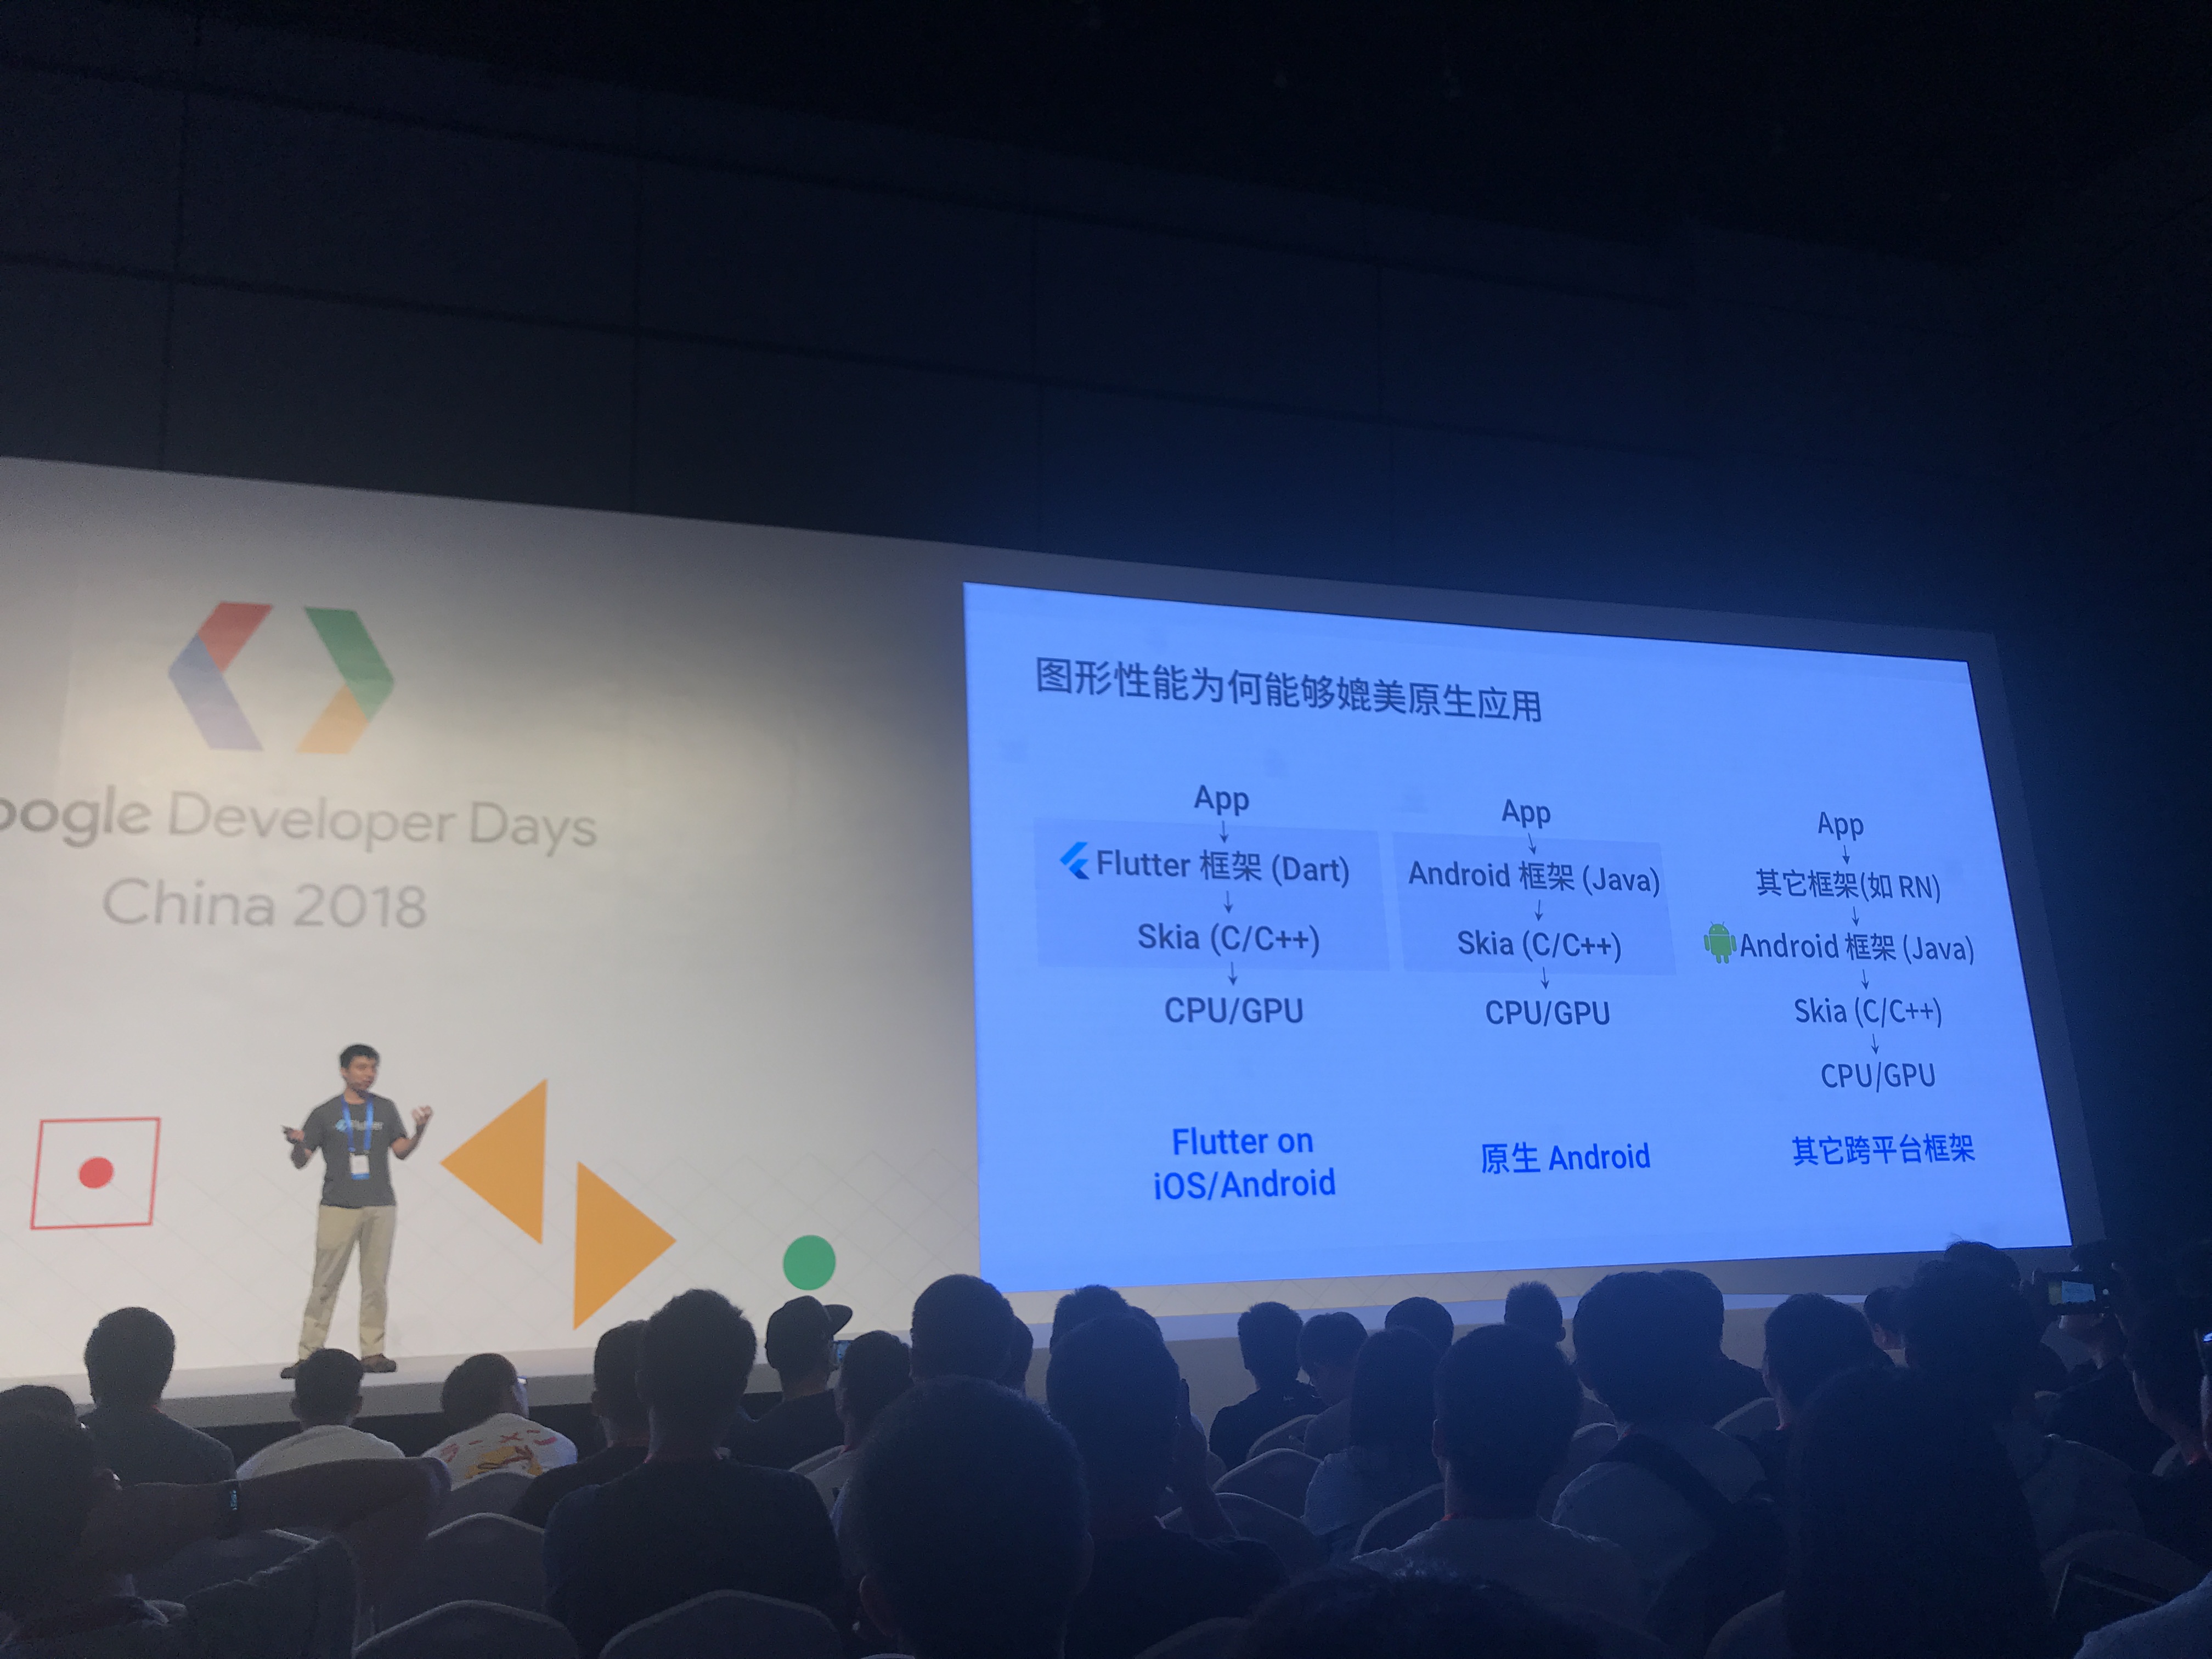 oogle Developer Days
China 2018
Flutter
图形性能为何能够媲美原生应用
App
Flutter 框架 (Dart)
Skia (C/C++)
CPU/GPU
Flutter on
iOS/Android
App
Android 框架 (Java)
Skia (C/C++)
CPU/GPU
原生 Android
App
其它框架(如 RN)
Android 框架 (Java)
Skia (C/C++)
CPU/GPU
其它跨平台框架